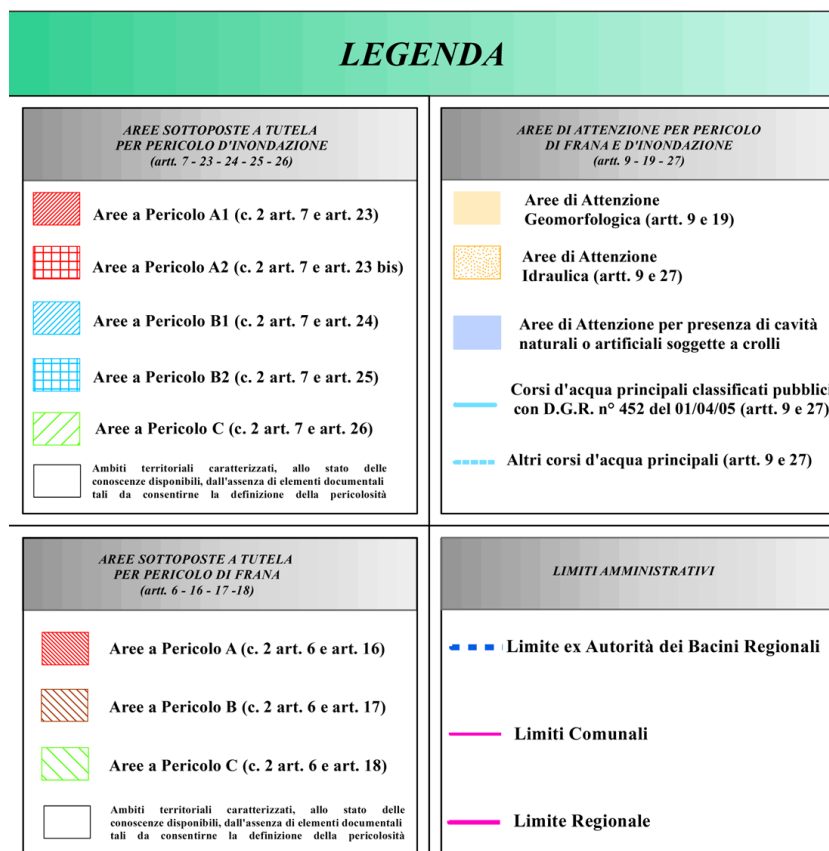 LEGENDA
AREE SOTTOPOSTE A TUTELA
PER PERICOLO D'INONDAZIONE
(artt. 7 - 23 - 24 - 25 - 26)
Aree a Pericolo A1 (c. 2 art. 7 e art. 23)
Aree a Pericolo A2 (c. 2 art. 7 e art. 23 bis)
Aree a Pericolo B1 (c. 2 art. 7 e art. 24)
Aree a Pericolo B2 (c. 2 art. 7 e art. 25)
Aree a Pericolo C (c. 2 art. 7 e art. 26)
Ambiti territoriali caratterizzati, allo stato delle
conoscenze disponibili, dall'assenza di elementi documentali
tali da consentirne la definizione della pericolosità
AREE DI ATTENZIONE PER PERICOLO
DI FRANA E D'INONDAZIONE
(artt. 9 - 19 - 27)
Aree di Attenzione
Geomorfologica (artt. 9 e 19)
Aree di Attenzione
Idraulica (artt. 9 e 27)
Aree di Attenzione per presenza di cavità
naturali o artificiali soggette a crolli
Corsi d'acqua principali classificati pubblici
con D.G.R. n° 452 del 01/04/05 (artt. 9 e 27)
Altri corsi d'acqua principali (artt. 9 e 27)
AREE SOTTOPOSTE A TUTELA
PER PERICOLO DI FRANA
(artt. 6 - 16 - 17 -18)
Aree a Pericolo A (c. 2 art. 6 e art. 16)
Aree a Pericolo B (c. 2 art. 6 e art. 17)
Aree a Pericolo C (c. 2 art. 6 e art. 18)
Ambiti territoriali caratterizzati, allo stato delle
conoscenze disponibili, dall'assenza di elementi documentali
tali da consentirne la definizione della pericolosità
LIMITI AMMINISTRATIVI
Limite ex Autorità dei Bacini Regionali
Limiti Comunali
Limite Regionale